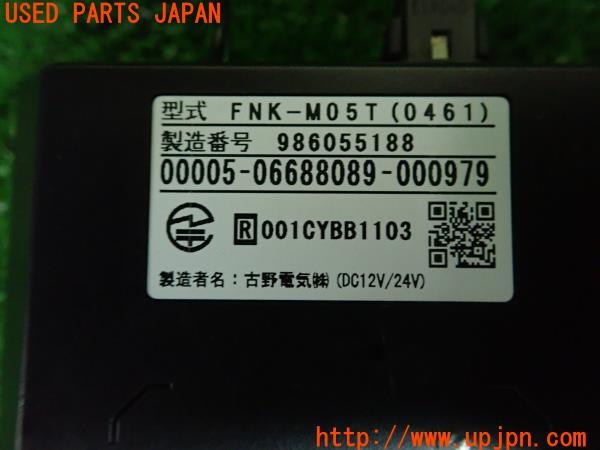 USED PARTS JAPAN
型式 FNK-M05T(0461)
製造番号 986055188
00005-06688089-000979
R001CYBB1103
製造者名：古野電気㈱ (DC12V/24V)
http://www.upjpn.com/